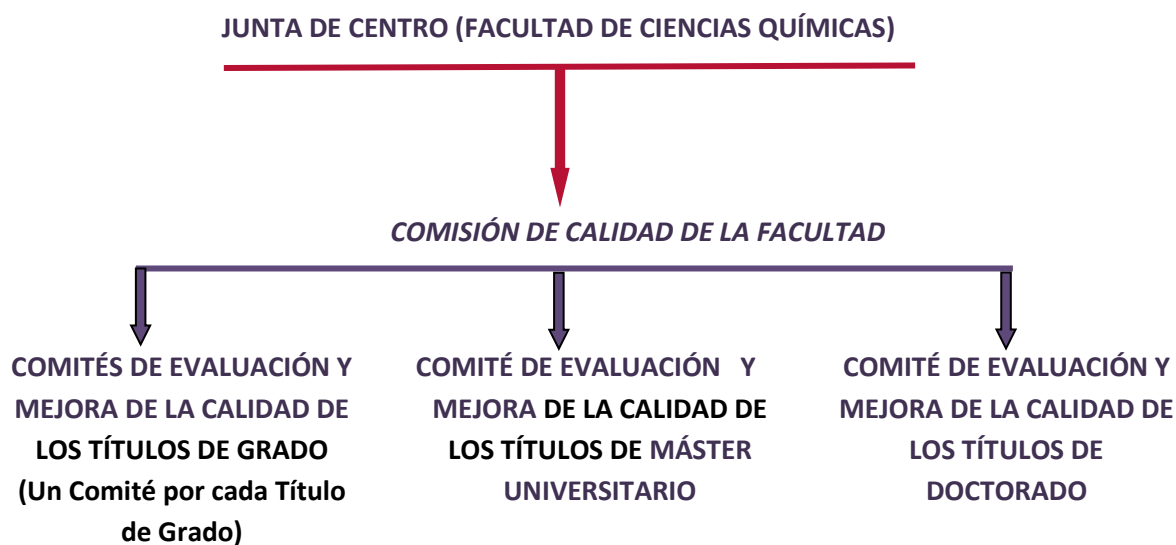 JUNTA DE CENTRO (FACULTAD DE CIENCIAS QUÍMICAS)
COMISIÓN DE CALIDAD DE LA FACULTAD
COMITÉS DE EVALUACIÓN Y
MEJORA DE LA CALIDAD DE
LOS TÍTULOS DE GRADO
(Un Comité por cada Título
de Grado)
COMITÉ DE EVALUACIÓN Y
MEJORA DE LA CALIDAD DE
LOS TÍTULOS DE MÁSTER
UNIVERSITARIO
COMITÉ DE EVALUACIÓN Y
MEJORA DE LA CALIDAD DE
LOS TÍTULOS DE
DOCTORADO